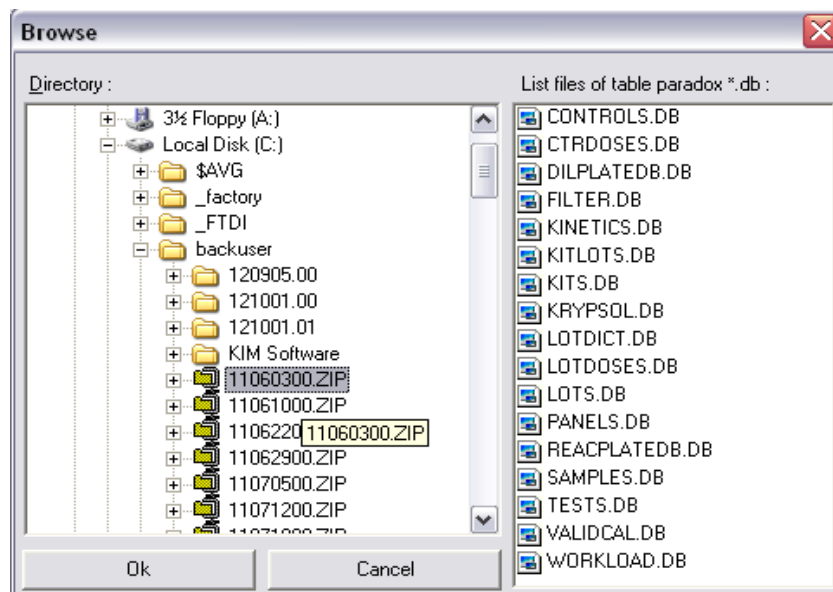 Browse
Directory :
3½ Floppy (A:)
Local Disk (C:)
$AVG
_factory
_FTDI
backuser
120905.00
121001.00
121001.01
KIM Software
11060300.ZIP
11061000.ZIP
1106220
11060300.ZIP
11062900.ZIP
11070500.ZIP
11071200.ZIP
Ok
Cancel
List files of table paradox *.db :
CONTROLS.DB
CTRDOSES.DB
DILPLATEDB.DB
FILTER.DB
KINETICS.DB
KITLOTS.DB
KITS.DB
KRYPSOL.DB
LOTDICT.DB
LOTDOSES.DB
LOTS.DB
PANELS.DB
REACPLATEDB.DB
SAMPLES.DB
TESTS.DB
VALIDCAL.DB
WORKLOAD.DB